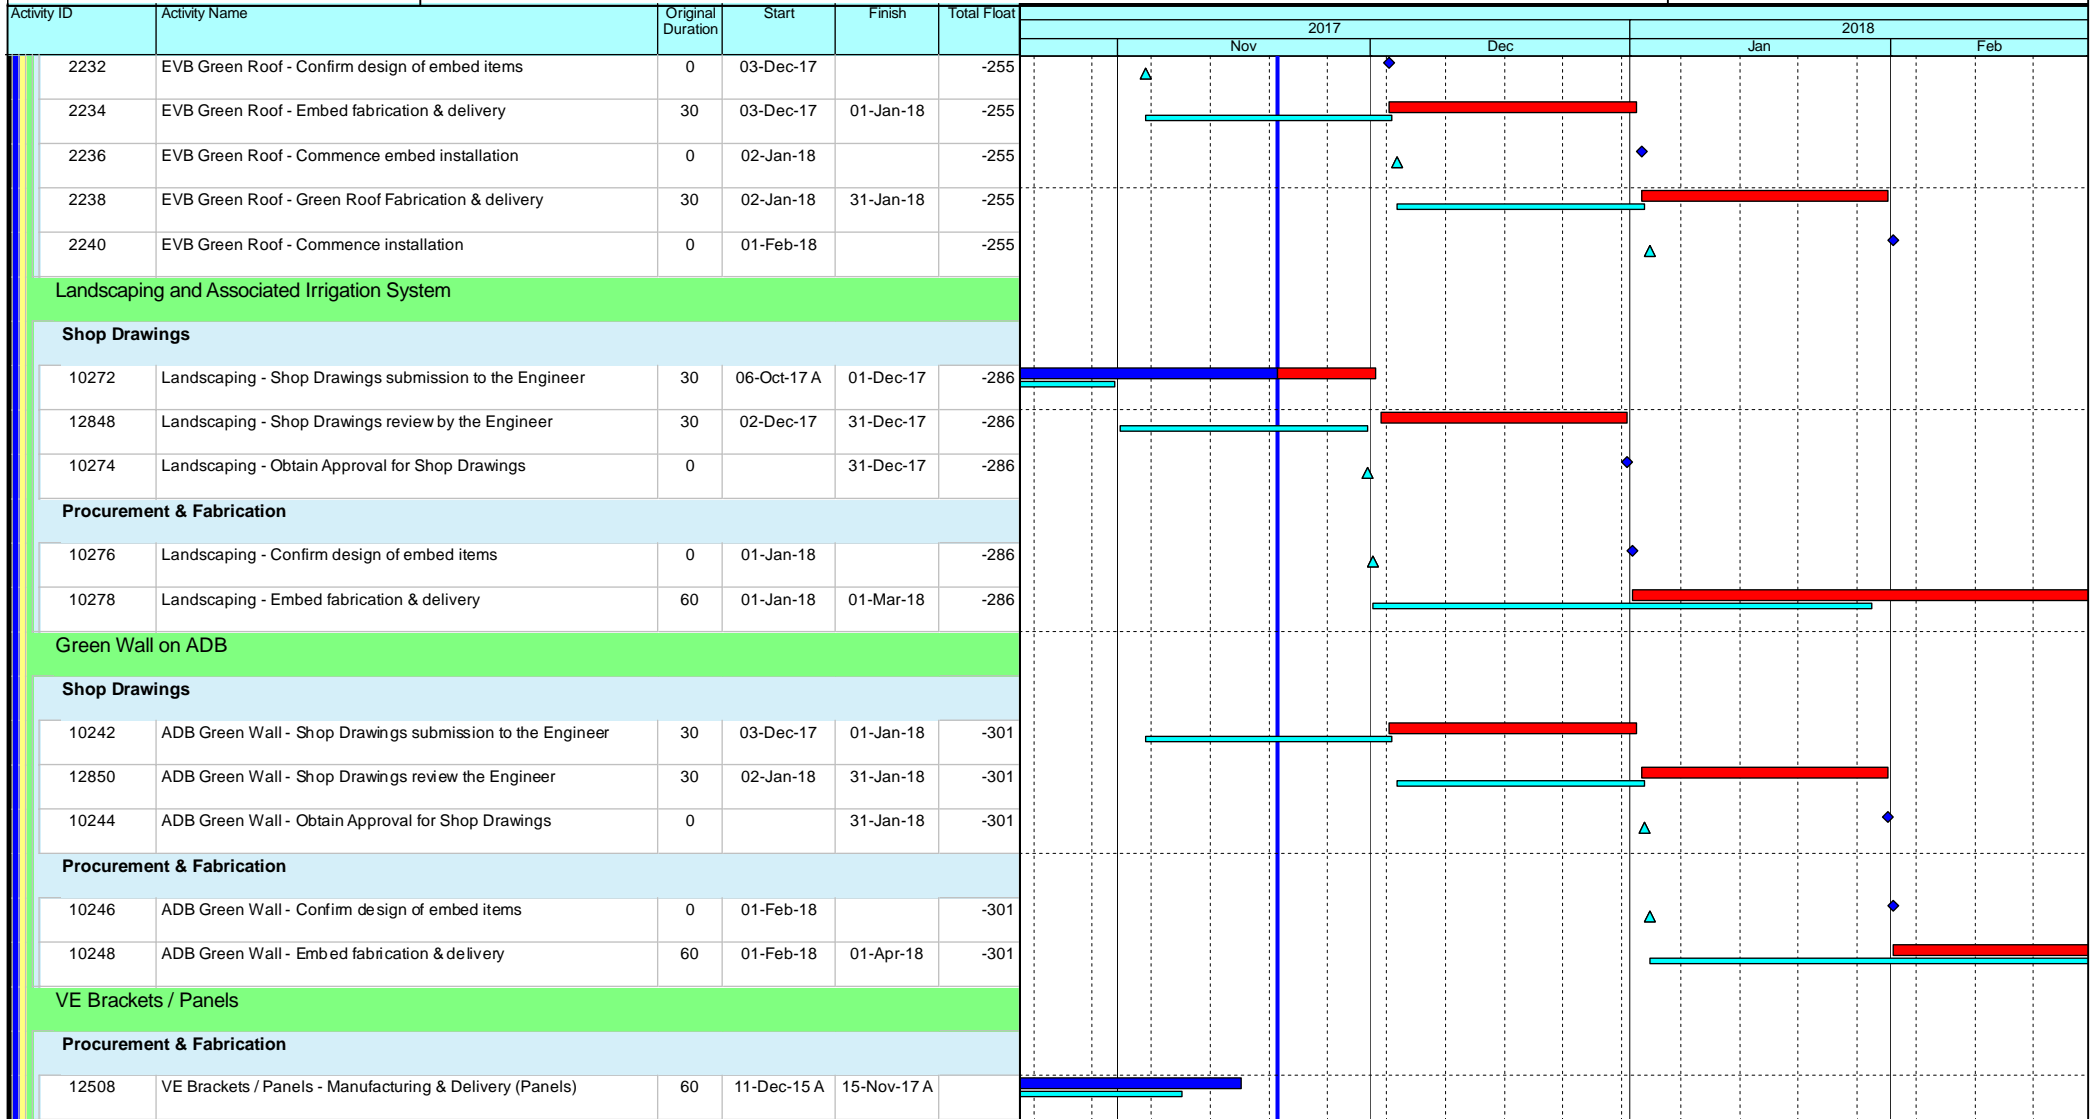 Activity ID Activity Name Original Duration Start Finish Total Float 2017 2018
Nov Dec Jan Feb
2232 EVB Green Roof - Confirm design of embed items 0 03-Dec-17 -255
2234 EVB Green Roof - Embed fabrication & delivery 30 03-Dec-17 01-Jan-18 -255
2236 EVB Green Roof - Commence embed installation 0 02-Jan-18 -255
2238 EVB Green Roof - Green Roof Fabrication & delivery 30 02-Jan-18 31-Jan-18 -255
2240 EVB Green Roof - Commence installation 0 01-Feb-18 -255
Landscaping and Associated Irrigation System
Shop Drawings
10272 Landscaping - Shop Drawings submission to the Engineer 30 06-Oct-17 A 01-Dec-17 -286
12848 Landscaping - Shop Drawings review by the Engineer 30 02-Dec-17 31-Dec-17 -286
10274 Landscaping - Obtain Approval for Shop Drawings 0 31-Dec-17 -286
Procurement & Fabrication
10276 Landscaping - Confirm design of embed items 0 01-Jan-18 -286
10278 Landscaping - Embed fabrication & delivery 60 01-Jan-18 01-Mar-18 -286
Green Wall on ADB
Shop Drawings
10242 ADB Green Wall - Shop Drawings submission to the Engineer 30 03-Dec-17 01-Jan-18 -301
12850 ADB Green Wall - Shop Drawings review the Engineer 30 02-Jan-18 31-Jan-18 -301
10244 ADB Green Wall - Obtain Approval for Shop Drawings 0 31-Jan-18 -301
Procurement & Fabrication
10246 ADB Green Wall - Confirm design of embed items 0 01-Feb-18 -301
10248 ADB Green Wall - Embed fabrication & delivery 60 01-Feb-18 01-Apr-18 -301
VE Brackets / Panels
Procurement & Fabrication
12508 VE Brackets / Panels - Manufacturing & Delivery (Panels) 60 11-Dec-15 A 15-Nov-17 A